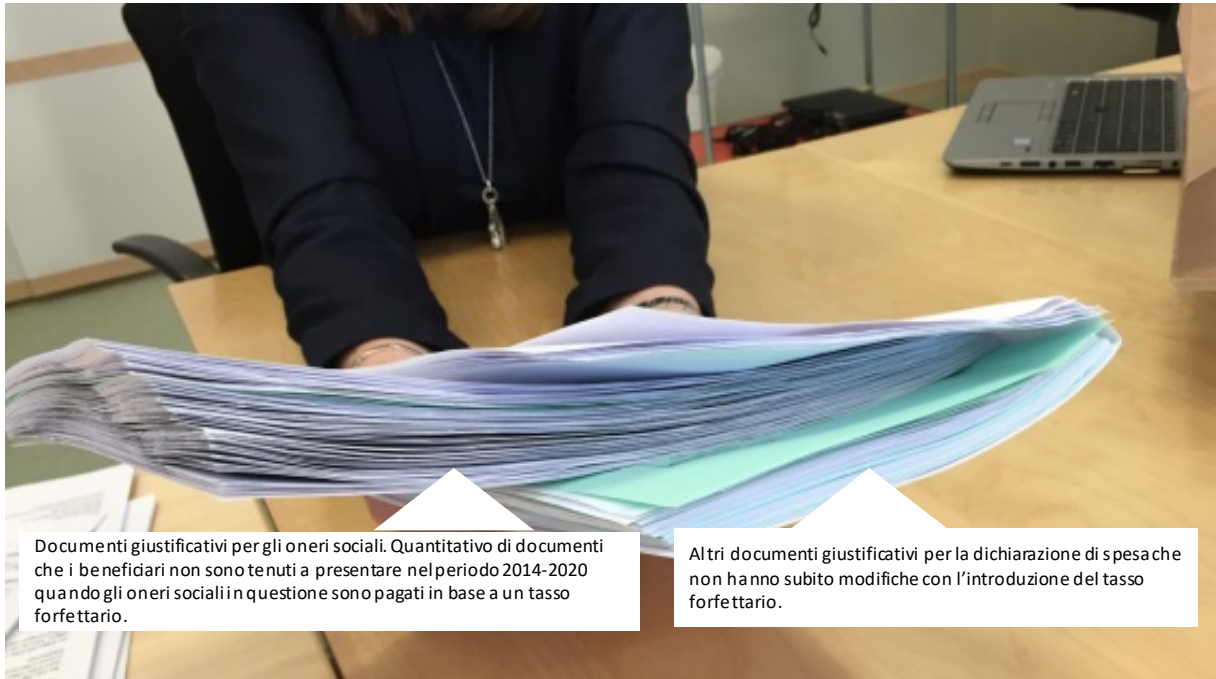 Documenti giustificativi per gli oneri sociali. Quantitativo di documenti
che i beneficiari non sono tenuti a presentare nel periodo 2014-2020
quando gli oneri sociali in questione sono pagati in base a un tasso
forfettario.
Altri documenti giustificativi per la dichiarazione di spesa che
non hanno subito modifiche con l’introduzione del tasso
forfettario.